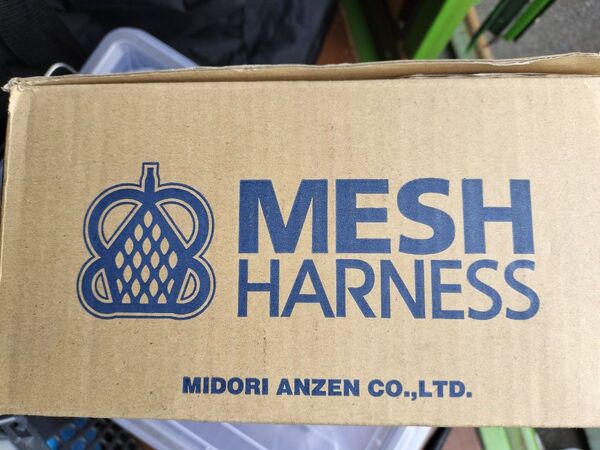 MESH
HARNESS
MIDORI ANZEN CO.,LTD.